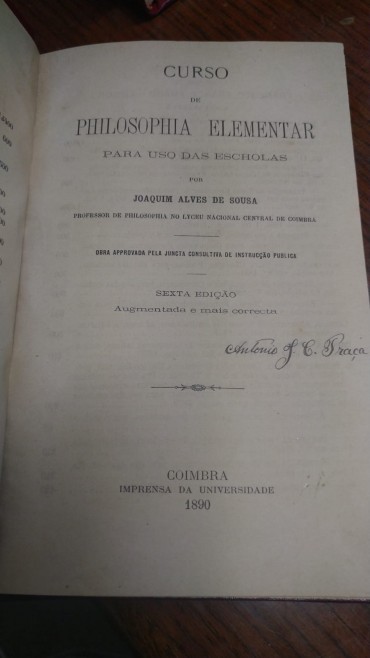 CURSO
DE
PHILOSOPHIA ELEMENTAR
PARA USO DAS ESCHOLAS
POR
JOAQUIM ALVES DE SOUSA
PROFESSOR DE PHILOSOPHIA NO LYCEU NACIONAL CENTRAL DE COIMBRA
OBRA APPROVADA PELA JUNCTA CONSULTIVA DE INSTRUCÇÃO PUBLICA
SEXTA EDIÇÃO
Augmentada e mais correcta
Antonio J. C. Praça
COIMBRA
IMPRENSA DA UNIVERSIDADE
1890